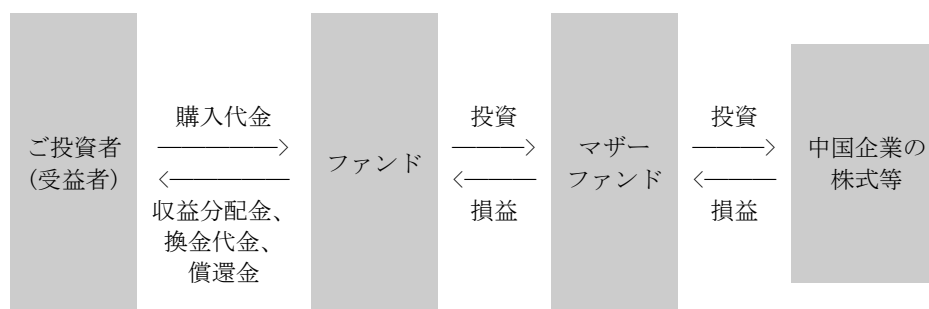 ご投資者
(受益者)
購入代金
収益分配金、
換金代金、
償還金
ファンド
投資
損益
マザー
ファンド
投資
損益
中国企業の
株式等